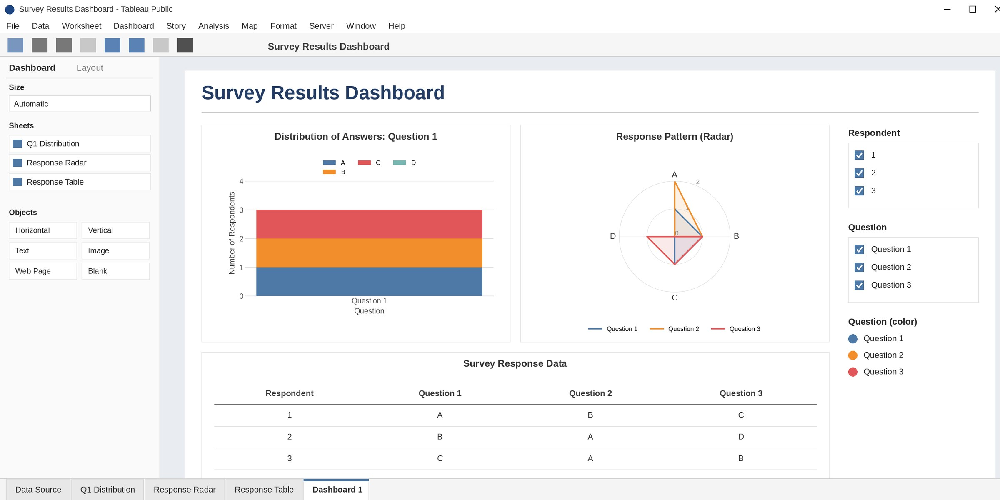 Survey Results Dashboard - Tableau Public
File Data Worksheet Dashboard Story Analysis Map Format Server Window Help
Survey Results Dashboard
Dashboard Layout
Size
Automatic
Sheets
Q1 Distribution
Response Radar
Response Table
Objects
Horizontal Vertical
Text Image
Web Page Blank
Survey Results Dashboard
Distribution of Answers: Question 1
A C D
B
4
3
2
1
0
Number of Respondents
Question 1
Question
Response Pattern (Radar)
A
2
1
0
D B
C
Question 1 Question 2 Question 3
Respondent
1
2
3
Question
Question 1
Question 2
Question 3
Question (color)
Question 1
Question 2
Question 3
Survey Response Data
Respondent Question 1 Question 2 Question 3
1 A B C
2 B A D
3 C A B
Data Source Q1 Distribution Response Radar Response Table Dashboard 1